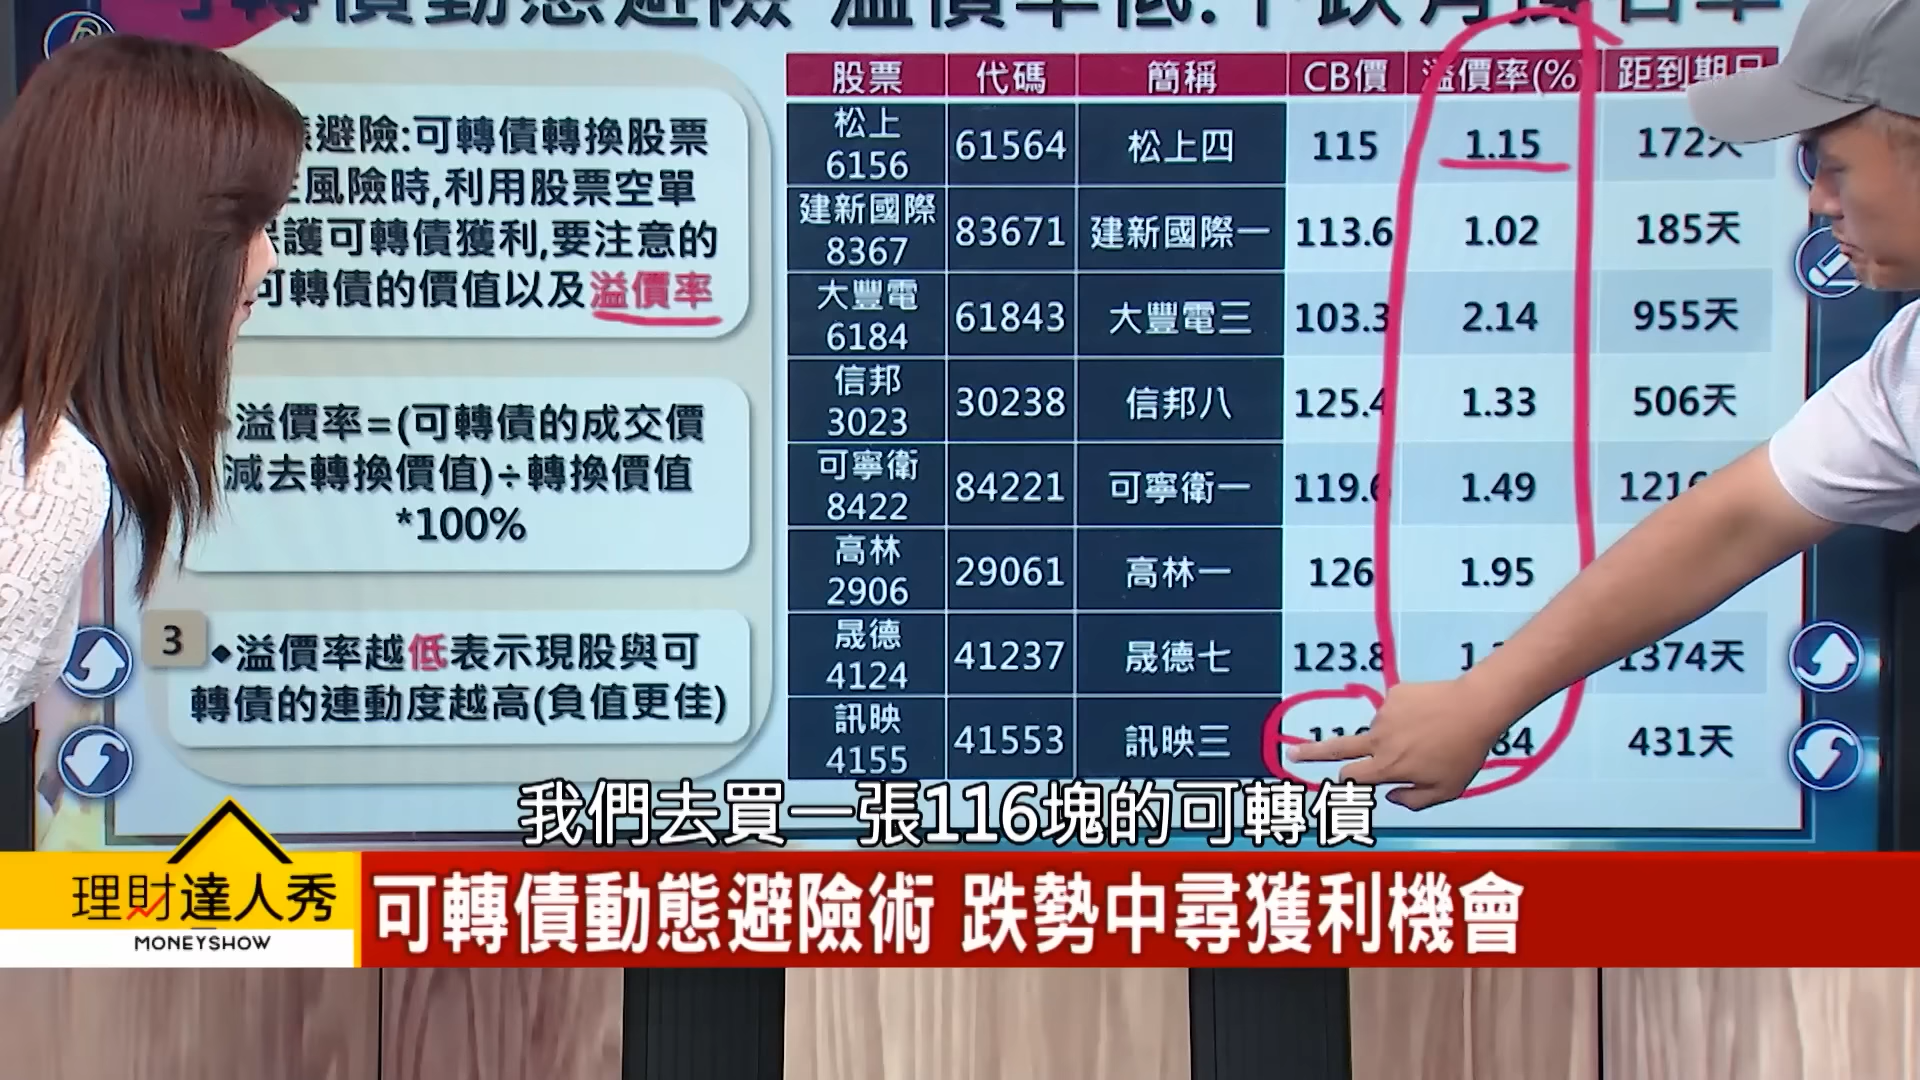 可轉債動態避險 溢價率低.下跌有撐名單
態避險:可轉債轉換股票
生風險時,利用股票空單
保護可轉債獲利,要注意的
可轉債的價值以及溢價率
溢價率=(可轉債的成交價
減去轉換價值)÷轉換價值
*100%
3
◆溢價率越低表示現股與可
轉債的連動度越高(負值更佳)
股票 代碼 簡稱 CB價 溢價率(%) 距到期日
松上 6156 61564 松上四 115 1.15 172天
建新國際 8367 83671 建新國際一 113.6 1.02 185天
大豐電 6184 61843 大豐電三 103.3 2.14 955天
信邦 3023 30238 信邦八 125.4 1.33 506天
可寧衛 8422 84221 可寧衛一 119.6 1.49 1216
高林 2906 29061 高林一 126 1.95
晟德 4124 41237 晟德七 123.8 1374天
訊映 4155 41553 訊映三 84 431天
我們去買一張116塊的可轉債
理財達人秀
MONEYSHOW
可轉債動態避險術 跌勢中尋獲利機會